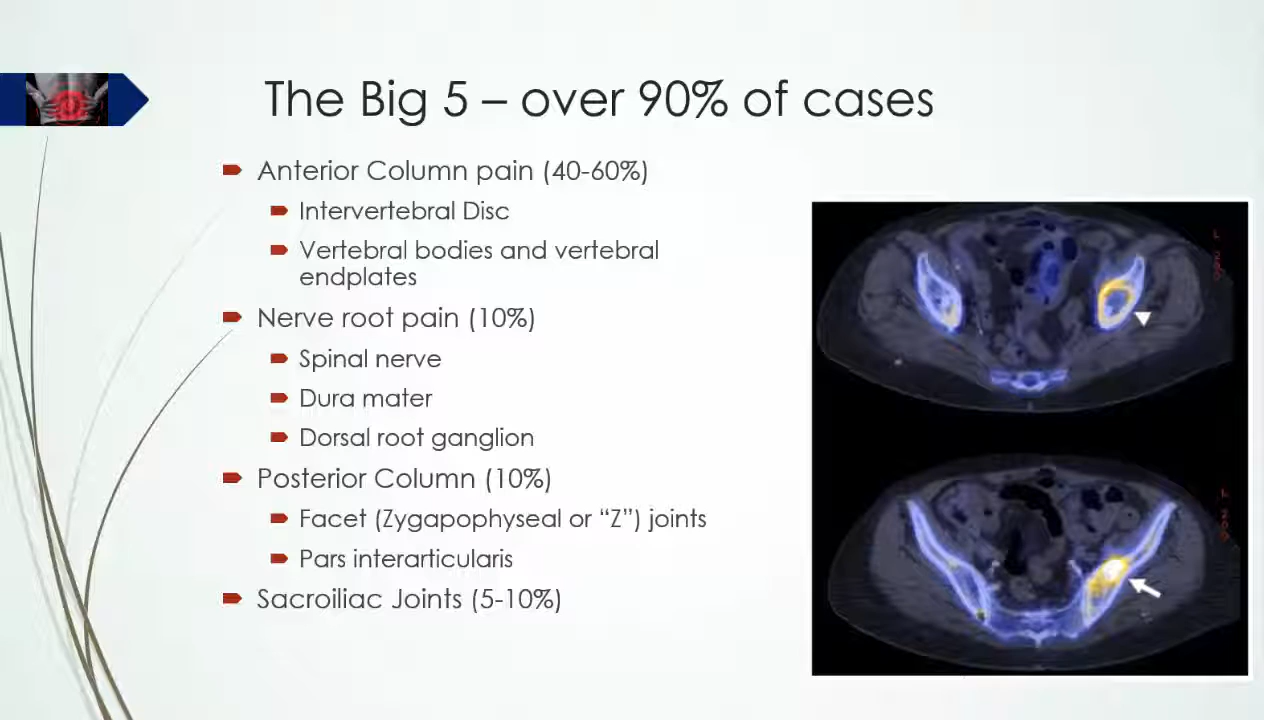 The Big 5 – over 90% of cases
Anterior Column pain (40-60%)
Intervertebral Disc
Vertebral bodies and vertebral
endplates
Nerve root pain (10%)
Spinal nerve
Dura mater
Dorsal root ganglion
Posterior Column (10%)
Facet (Zygapophyseal or “Z”) joints
Pars interarticularis
Sacroiliac Joints (5-10%)